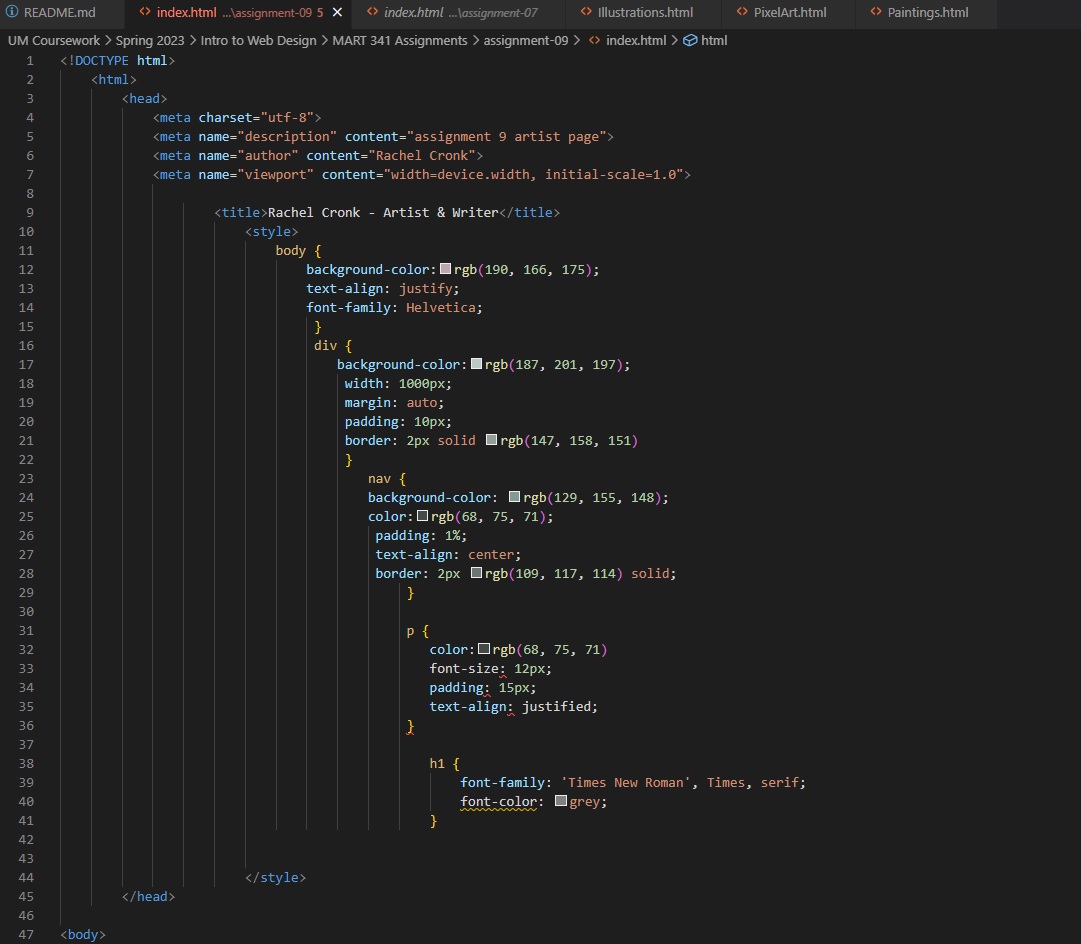 README.md index.html ...\assignment-09 5 index.html ...\assignment-07 Illustrations.html PixelArt.html Paintings.html
UM Coursework > Spring 2023 > Intro to Web Design > MART 341 Assignments > assignment-09 > index.html > html
1 <!DOCTYPE html>
2 <html>
3 <head>
4 <meta charset="utf-8">
5 <meta name="description" content="assignment 9 artist page">
6 <meta name="author" content="Rachel Cronk">
7 <meta name="viewport" content="width=device.width, initial-scale=1.0">
8
9 <title>Rachel Cronk - Artist & Writer</title>
10 <style>
11 body {
12 background-color: rgb(190, 166, 175);
13 text-align: justify;
14 font-family: Helvetica;
15 }
16 div {
17 background-color: rgb(187, 201, 197);
18 width: 1000px;
19 margin: auto;
20 padding: 10px;
21 border: 2px solid rgb(147, 158, 151)
22 }
23 nav {
24 background-color: rgb(129, 155, 148);
25 color: rgb(68, 75, 71);
26 padding: 1%;
27 text-align: center;
28 border: 2px rgb(109, 117, 114) solid;
29 }
30
31 p {
32 color: rgb(68, 75, 71)
33 font-size: 12px;
34 padding: 15px;
35 text-align: justified;
36 }
37
38 h1 {
39 font-family: 'Times New Roman', Times, serif;
40 font-color: grey;
41 }
42
43
44 </style>
45 </head>
46
47 <body>